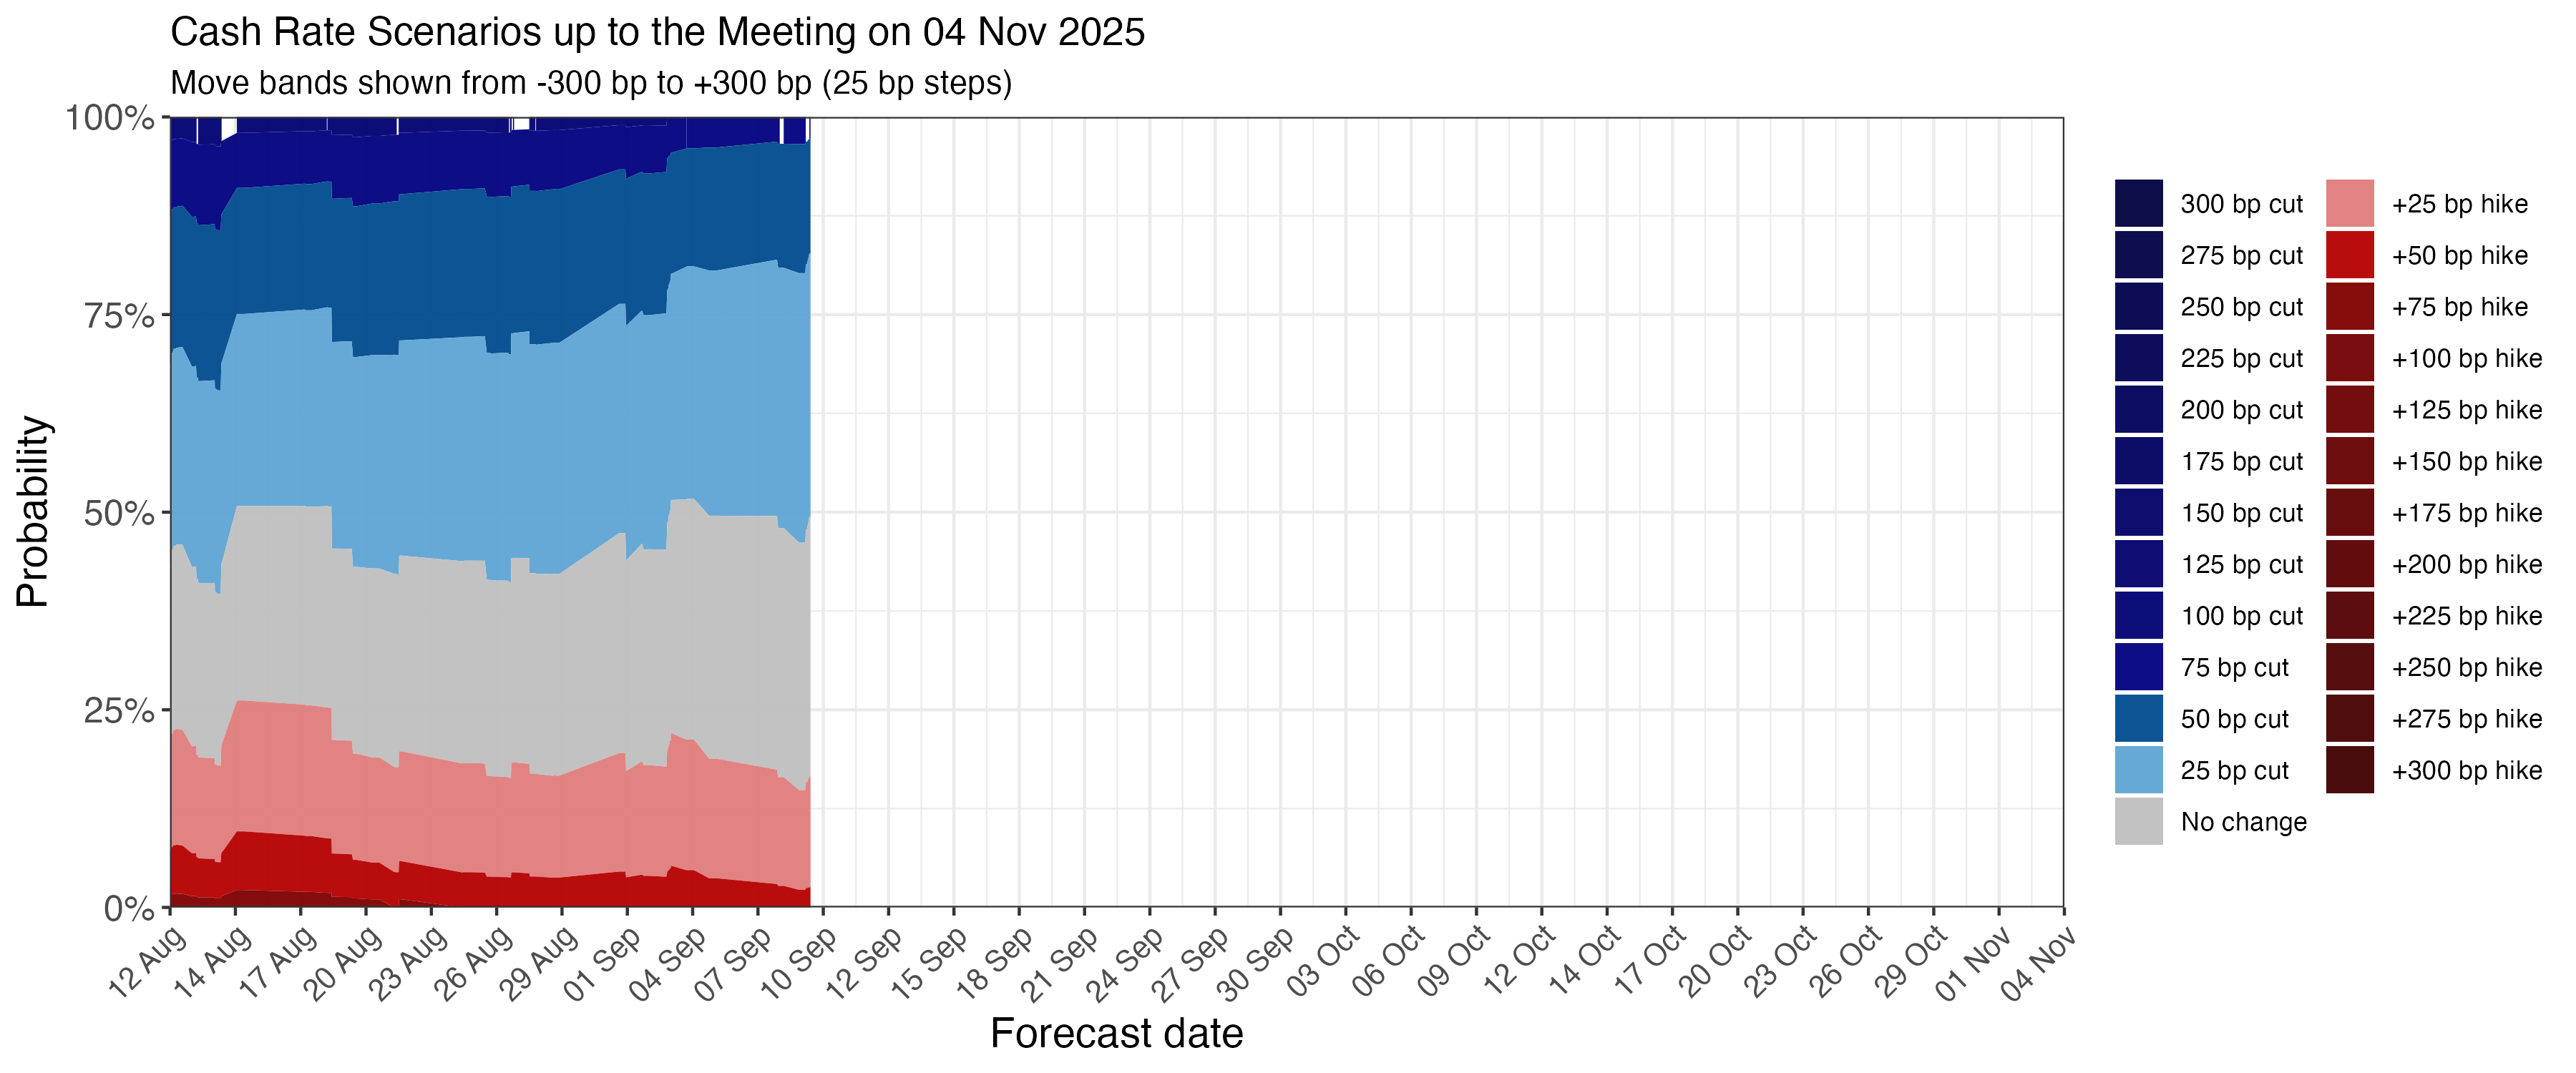 Cash Rate Scenarios up to the Meeting on 04 Nov 2025
Move bands shown from -300 bp to +300 bp (25 bp steps)
Probability
100%
75%
50%
25%
0%
12 Aug
14 Aug
17 Aug
20 Aug
23 Aug
26 Aug
29 Aug
01 Sep
04 Sep
07 Sep
10 Sep
12 Sep
15 Sep
18 Sep
21 Sep
24 Sep
27 Sep
30 Sep
03 Oct
06 Oct
09 Oct
12 Oct
14 Oct
17 Oct
20 Oct
23 Oct
26 Oct
29 Oct
01 Nov
04 Nov
Forecast date
300 bp cut
275 bp cut
250 bp cut
225 bp cut
200 bp cut
175 bp cut
150 bp cut
125 bp cut
100 bp cut
75 bp cut
50 bp cut
25 bp cut
No change
+25 bp hike
+50 bp hike
+75 bp hike
+100 bp hike
+125 bp hike
+150 bp hike
+175 bp hike
+200 bp hike
+225 bp hike
+250 bp hike
+275 bp hike
+300 bp hike